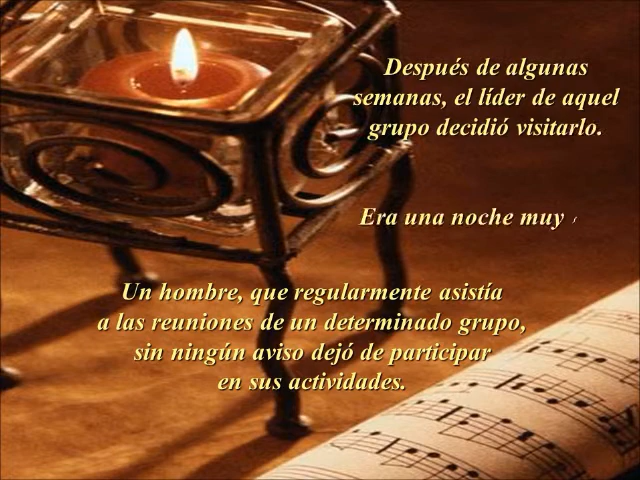 Después de algunas
semanas, el líder de aquel
grupo decidió visitarlo.
Era una noche muy
Un hombre, que regularmente asistía
a las reuniones de un determinado grupo,
sin ningún aviso dejó de participar
en sus actividades.